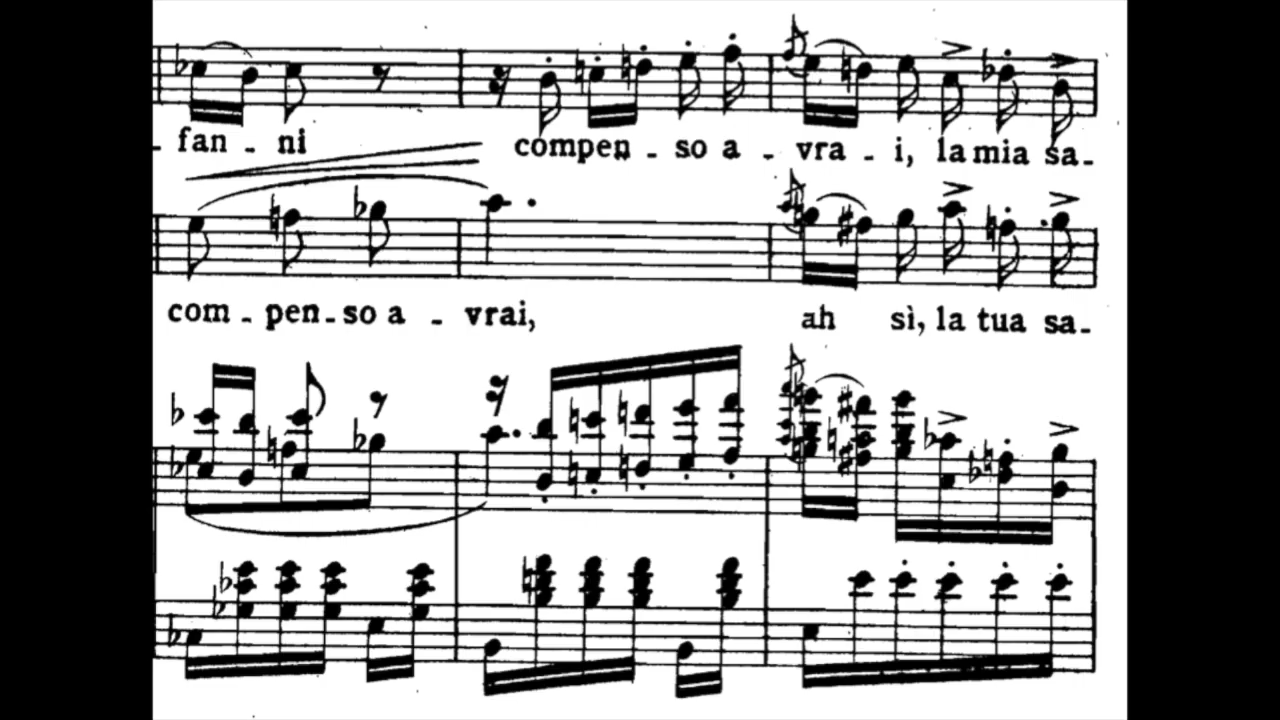 - fan - ni compen - so a - vra - i, la mia sa-
com - pen - so a - vrai, ah sì, la tua sa-